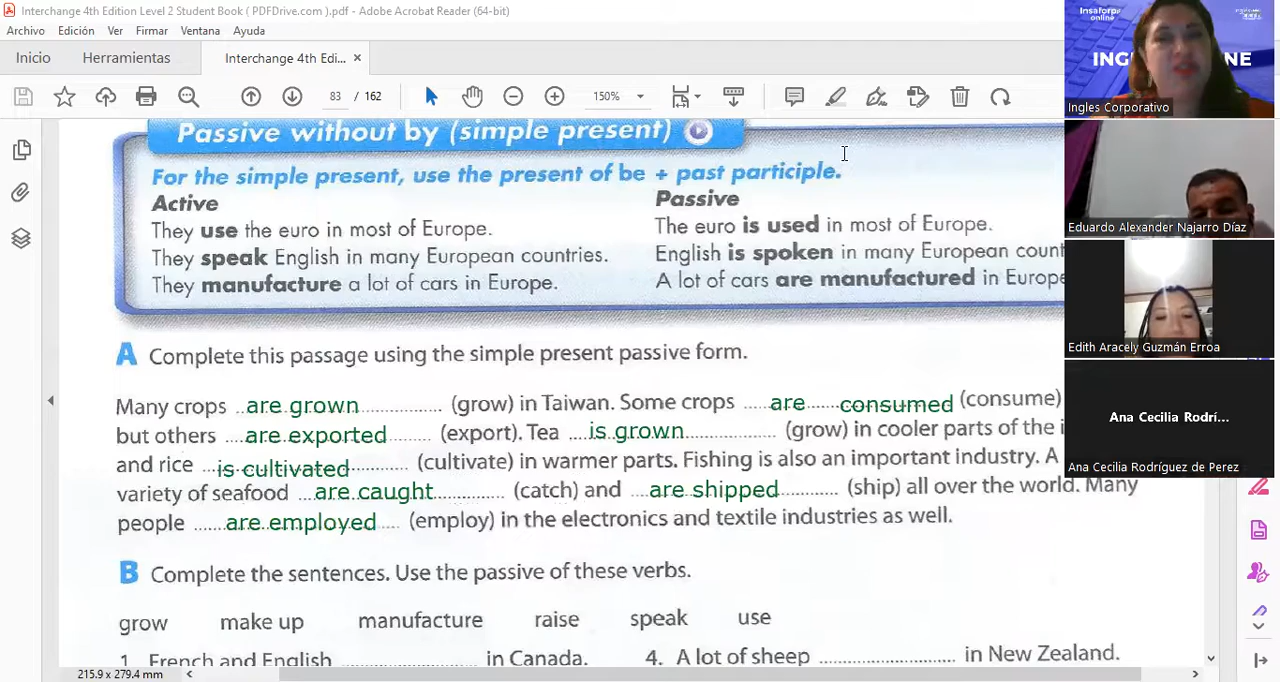 Interchange 4th Edition Level 2 Student Book ( PDFDrive.com ).pdf - Adobe Acrobat Reader (64-bit)
Archivo Edición Ver Firmar Ventana Ayuda
Inicio Herramientas Interchange 4th Edi... ×
83 / 162 150%
Passive without by (simple present)
For the simple present, use the present of be + past participle.
Active Passive
They use the euro in most of Europe. The euro is used in most of Europe.
They speak English in many European countries. English is spoken in many European count
They manufacture a lot of cars in Europe. A lot of cars are manufactured in Europe
A Complete this passage using the simple present passive form.
Many crops ...are grown............... (grow) in Taiwan. Some crops ....are......consumed (consume)
but others ....are exported....... (export). Tea ...is grown............... (grow) in cooler parts of the i
and rice ...is cultivated.......... (cultivate) in warmer parts. Fishing is also an important industry. A
variety of seafood ....are caught............. (catch) and ...are shipped.......... (ship) all over the world. Many
people ......are employed.... (employ) in the electronics and textile industries as well.
B Complete the sentences. Use the passive of these verbs.
grow make up manufacture raise speak use
1. French and English ........................ in Canada. 4. A lot of sheep ........................ in New Zealand.
215.9 x 279.4 mm
Insaforp
online
ING NE
Ingles Corporativo
Eduardo Alexander Najarro Díaz
Edith Aracely Guzmán Erroa
Ana Cecilia Rodrí...
Ana Cecilia Rodríguez de Perez